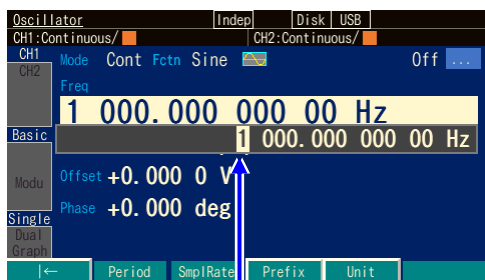 Oscillator Indep Disk USB
CH1:Continuous/ CH2:Continuous/
CH1 Mode Cont Fctn Sine Off ...
CH2
Freq
1 000.000 000 00 Hz
Basic 1 000.000 000 00 Hz
Modu Offset +0.000 0 V
Phase +0.000 deg
Single
Dual
Graph
|← Period SmplRate Prefix Unit